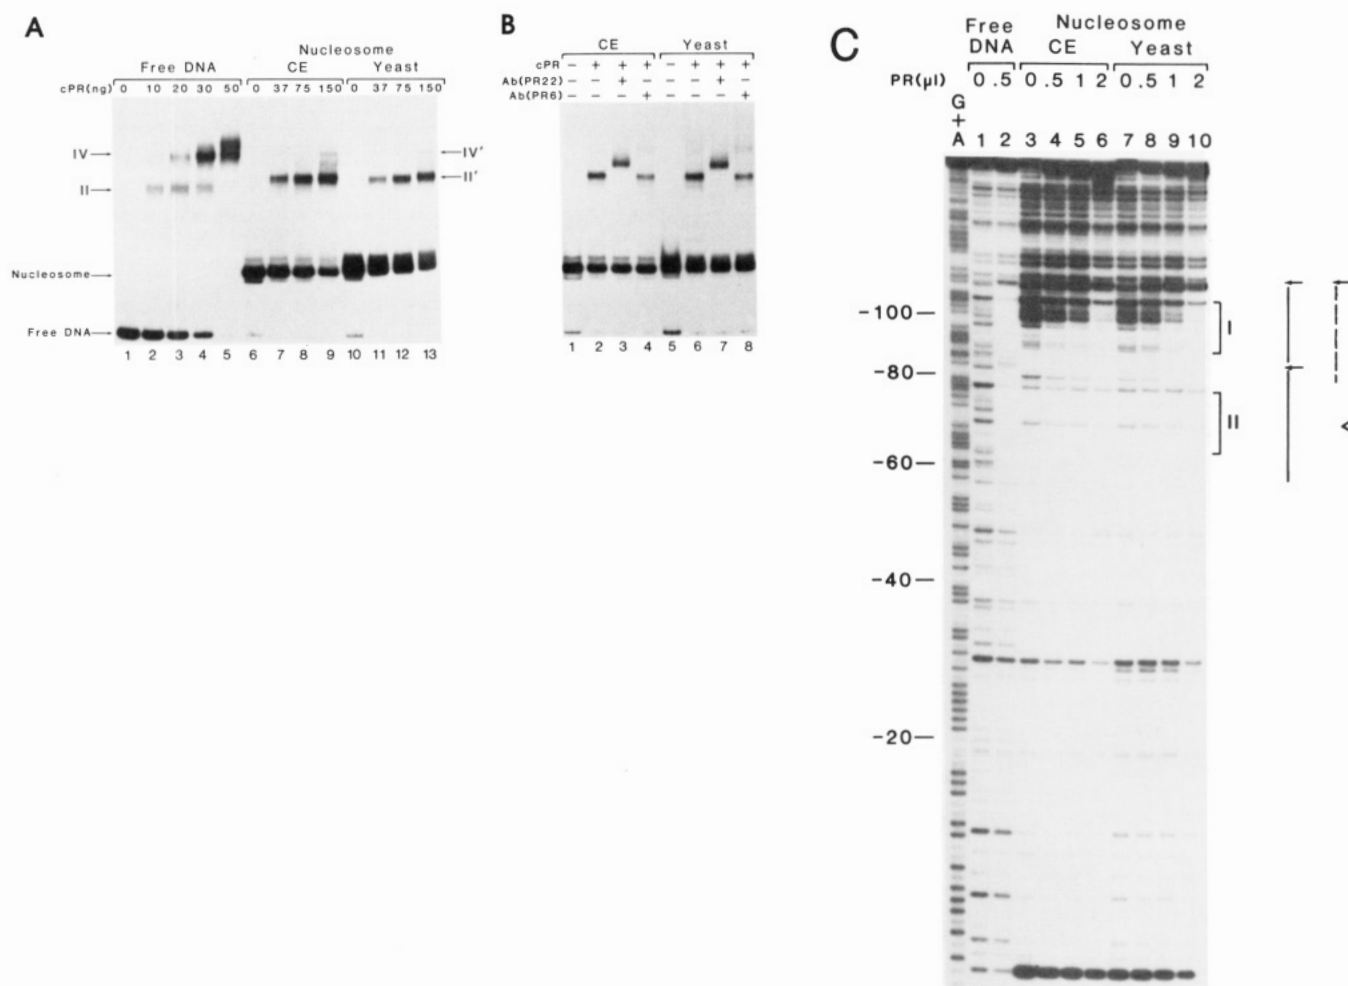 A
Nucleosome
Free DNA CE Yeast
cPR(ng) 0 10 20 30 50 0 37 75 150 0 37 75 150
IV
IV'
II
II'
Nucleosome
Free DNA
1 2 3 4 5 6 7 8 9 10 11 12 13
B
CE Yeast
cPR – + + + – + + +
Ab(PR22) – – + – – – + –
Ab(PR6) – – – + – – – +
1 2 3 4 5 6 7 8
C
Free DNA
Nucleosome
CE Yeast
PR(µl) 0 .5 0 .5 1 2 0 .5 1 2
G+A 1 2 3 4 5 6 7 8 9 10
-100
I
-80
II
-60
-40
-20